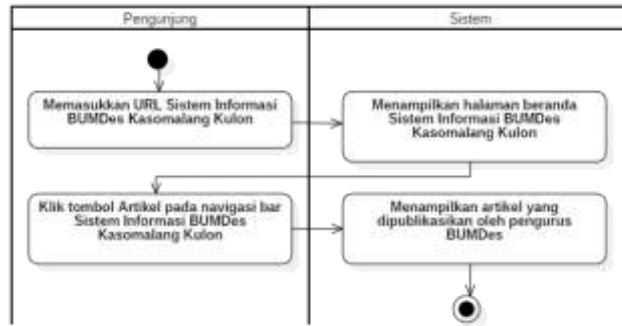 Pengunjung
Sistem
Memasukkan URL Sistem Informasi
BUMDes Kasomalang Kulon
Menampilkan halaman beranda
Sistem Informasi BUMDes
Kasomalang Kulon
Klik tombol Artikel pada navigasi bar
Sistem Informasi BUMDes
Kasomalang Kulon
Menampilkan artikel yang
dipublikasikan oleh pengurus
BUMDes